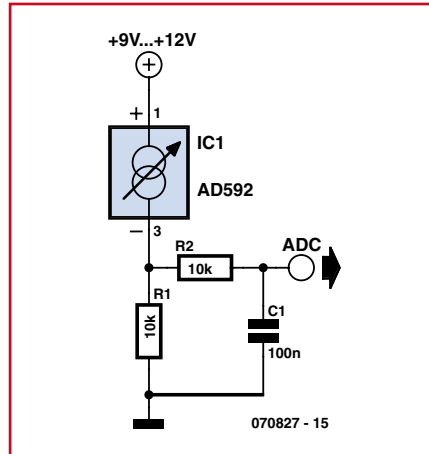 +9V...+12V
+
+ 1
IC1
AD592
− 3
R2
ADC
10k
R1
10k
C1
100n
070827 - 15